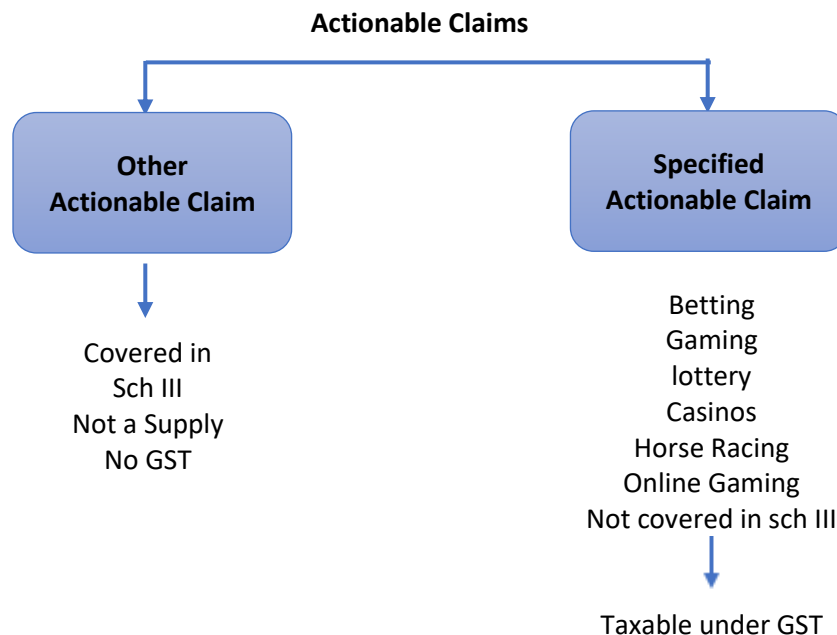 Actionable Claims
Other
Actionable Claim
Covered in
Sch III
Not a Supply
No GST
Specified
Actionable Claim
Betting
Gaming
lottery
Casinos
Horse Racing
Online Gaming
Not covered in sch III
Taxable under GST